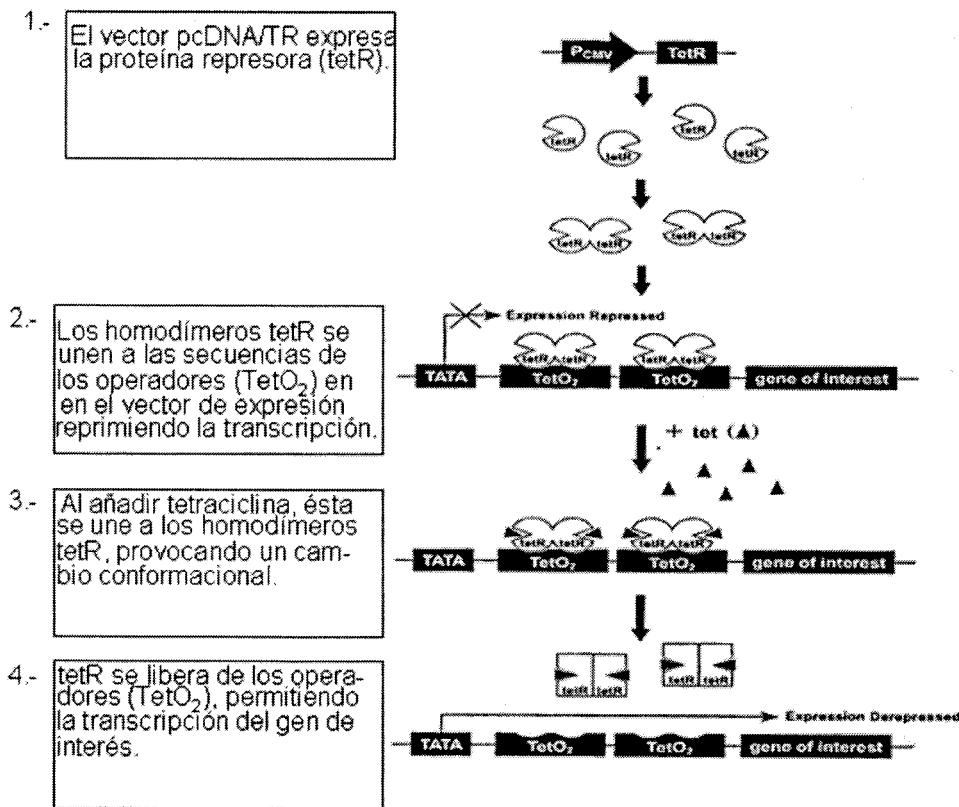 1.-
El vector pcDNA/TR expresa
la proteína represora (tetR).
PCMV TetR
tetR tetR tetR tetR
tetR tetR tetR tetR
2.-
Los homodímeros tetR se
unen a las secuencias de
los operadores (TetO2) en
en el vector de expresión
reprimiendo la transcripción.
Expression Repressed
tetR tetR tetR tetR
TATA TetO2 TetO2 gene of interest
+ tet (▲)
3.-
Al añadir tetraciclina, ésta
se une a los homodímeros
tetR, provocando un cam-
bio conformacional.
tetR tetR tetR tetR
TATA TetO2 TetO2 gene of interest
4.-
tetR se libera de los opera-
dores (TetO2), permitiendo
la transcripción del gen de
interés.
tetR tetR tetR tetR
Expression Derepressed
TATA TetO2 TetO2 gene of interest